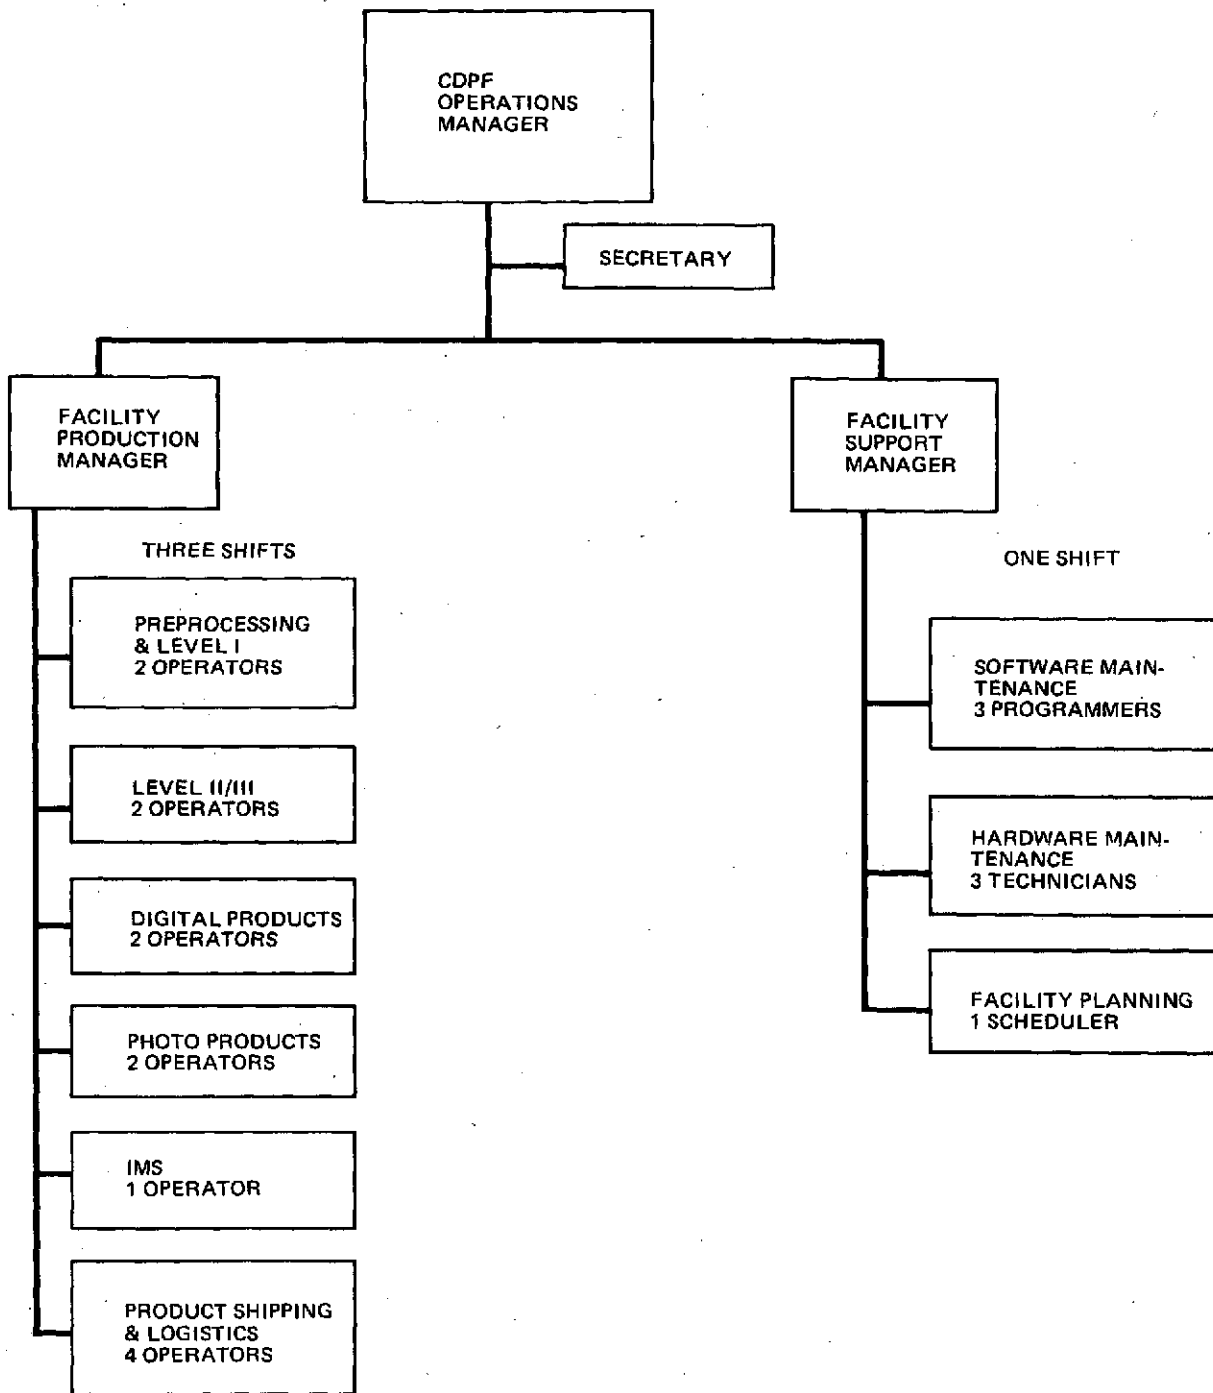 CDPF
OPERATIONS
MANAGER
SECRETARY
FACILITY
PRODUCTION
MANAGER
FACILITY
SUPPORT
MANAGER
THREE SHIFTS
PREPROCESSING
& LEVEL I
2 OPERATORS
LEVEL II/III
2 OPERATORS
DIGITAL PRODUCTS
2 OPERATORS
PHOTO PRODUCTS
2 OPERATORS
IMS
1 OPERATOR
PRODUCT SHIPPING
& LOGISTICS
4 OPERATORS
ONE SHIFT
SOFTWARE MAIN-
TENANCE
3 PROGRAMMERS
HARDWARE MAIN-
TENANCE
3 TECHNICIANS
FACILITY PLANNING
1 SCHEDULER